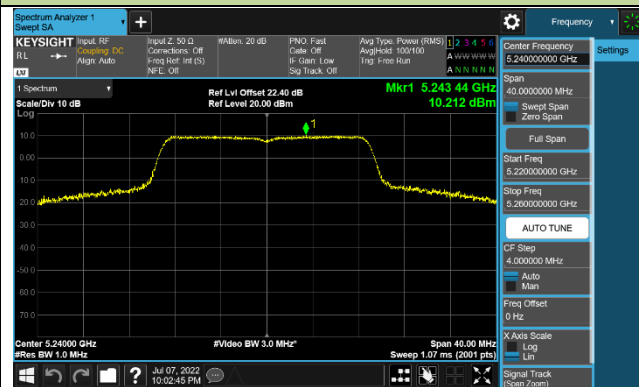 Spectrum Analyzer 1
Swept SA
Frequency
KEYSIGHT
RL
LXI
Input: RF
Coupling: DC
Align: Auto
Input Z: 50 Ω
Corrections: Off
Freq Ref: Int (S)
NFE: Off
#Atten: 20 dB
PNO: Fast
Gate: Off
IF Gain: Low
Sig Track: Off
Avg Type: Power (RMS)
Avg|Hold: 100/100
Trig: Free Run
1 2 3 4 5 6
A W W W W W
A N N N N N
1 Spectrum
Scale/Div 10 dB
Log
Ref Lvl Offset 22.40 dB
Ref Level 20.00 dBm
Mkr1 5.243 44 GHz
10.212 dBm
1
10.0
0.00
-10.0
-20.0
-30.0
-40.0
-50.0
-60.0
-70.0
Center 5.24000 GHz
#Res BW 1.0 MHz
#Video BW 3.0 MHz*
Span 40.00 MHz
Sweep 1.07 ms (2001 pts)
Jul 07, 2022
10:02:45 PM
Center Frequency
5.240000000 GHz
Settings
Span
40.0000000 MHz
Swept Span
Zero Span
Full Span
Start Freq
5.220000000 GHz
Stop Freq
5.260000000 GHz
AUTO TUNE
CF Step
4.000000 MHz
Auto
Man
Freq Offset
0 Hz
X Axis Scale
Log
Lin
Signal Track
(Span Zoom)